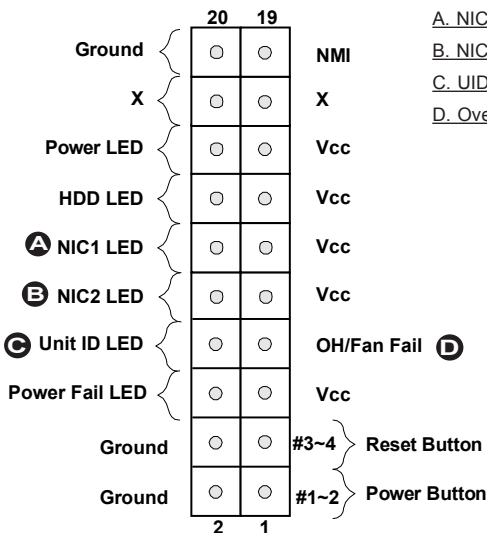 20 19
Ground NMI
X X
Power LED Vcc
HDD LED Vcc
A NIC1 LED Vcc
B NIC2 LED Vcc
C Unit ID LED OH/Fan Fail D
Power Fail LED Vcc
Ground #3~4 Reset Button
Ground #1~2 Power Button
2 1
A. NIC
B. NIC
C. UID
D. Ove